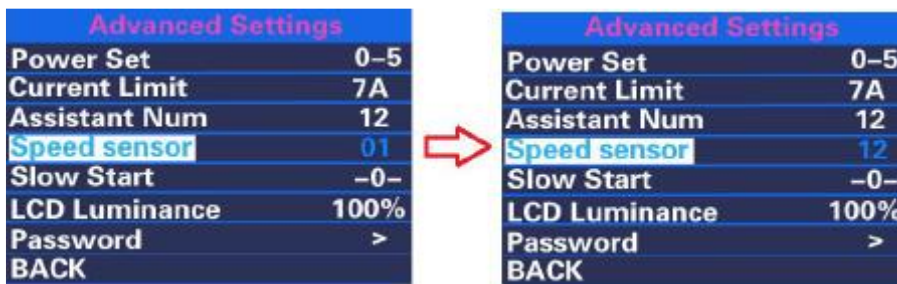 Advanced Settings
Power Set 0–5
Current Limit 7A
Assistant Num 12
Speed sensor 01
Slow Start –0–
LCD Luminance 100%
Password >
BACK
Advanced Settings
Power Set 0–5
Current Limit 7A
Assistant Num 12
Speed sensor 12
Slow Start –0–
LCD Luminance 100%
Password >
BACK